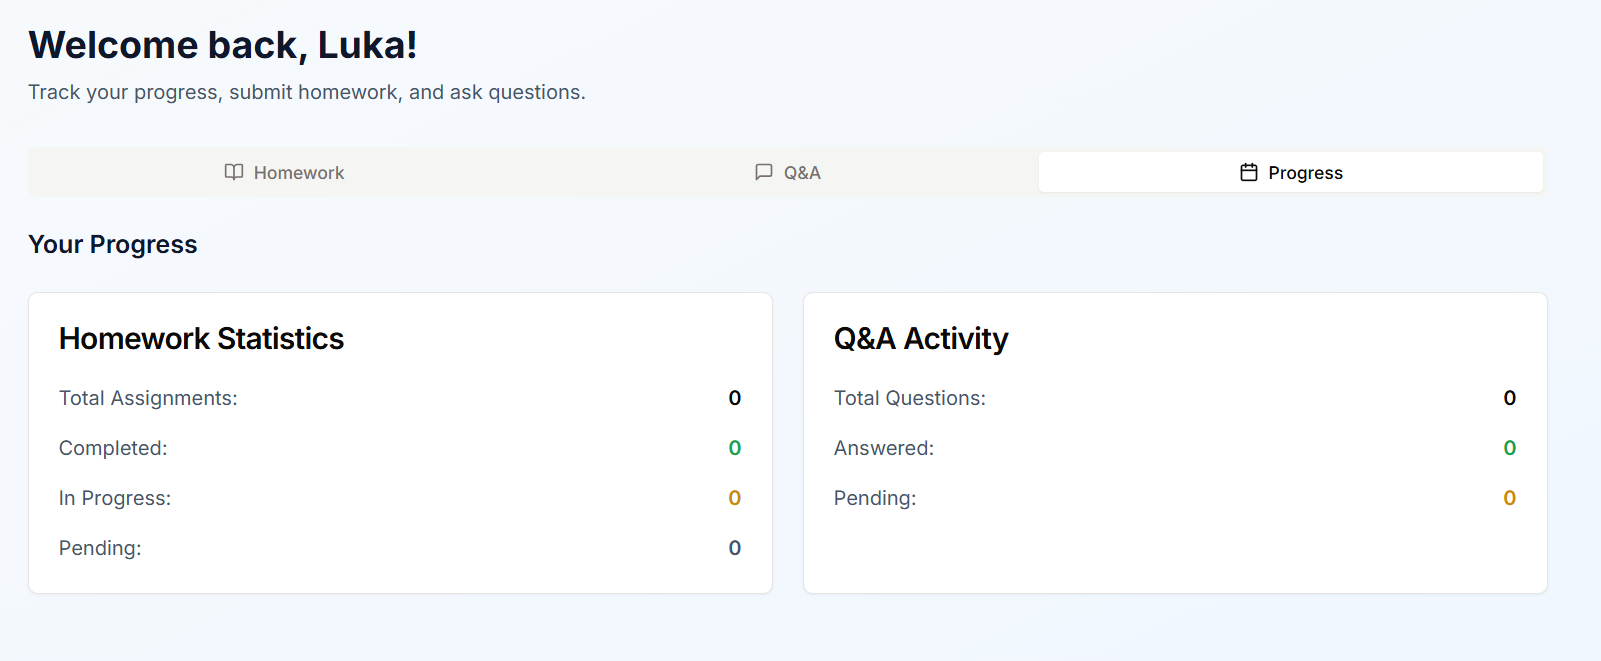 Welcome back, Luka!
Track your progress, submit homework, and ask questions.
Homework
Q&A
Progress
Your Progress
Homework Statistics
Total Assignments: 0
Completed: 0
In Progress: 0
Pending: 0
Q&A Activity
Total Questions: 0
Answered: 0
Pending: 0